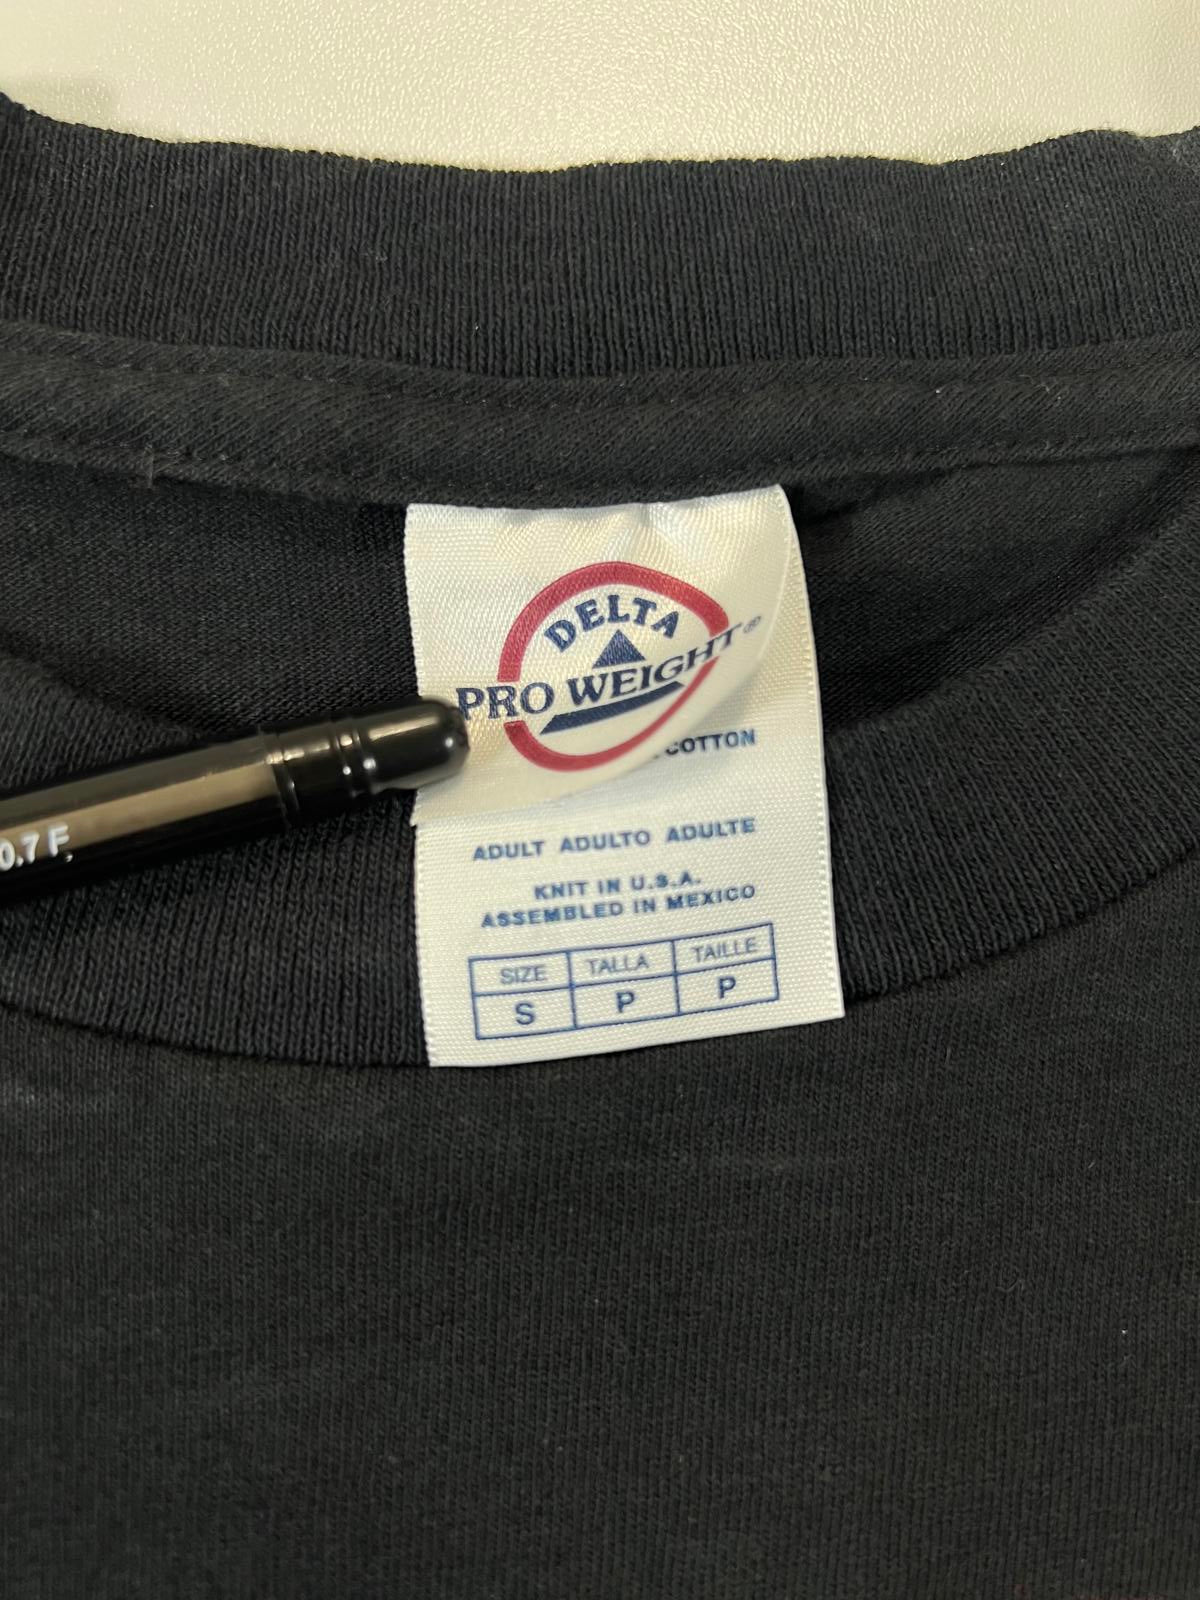 DELTA
PRO WEIGHT®
COTTON
0.7 F
ADULT ADULTO ADULTE
KNIT IN U.S.A.
ASSEMBLED IN MEXICO
SIZE TALLA TAILLE
S P P